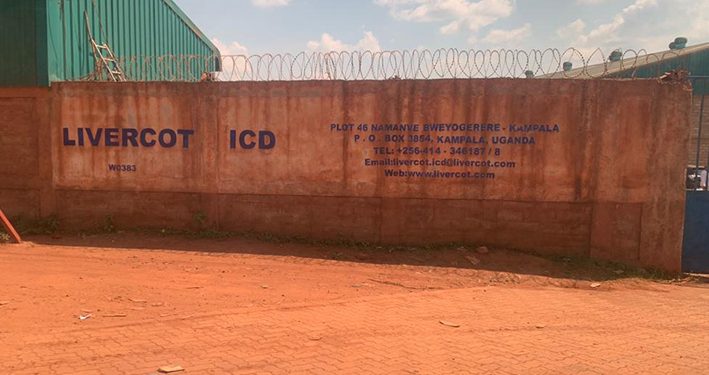 LIVERCOT ICD
W0383
PLOT 46 NAMANVE BWEYOGERERE - KAMPALA
P . O . BOX 3854, KAMPALA, UGANDA
TEL: +256-414 - 346187 / 8
Email:livercot.icd@livercot.com
Web:www.livercot.com